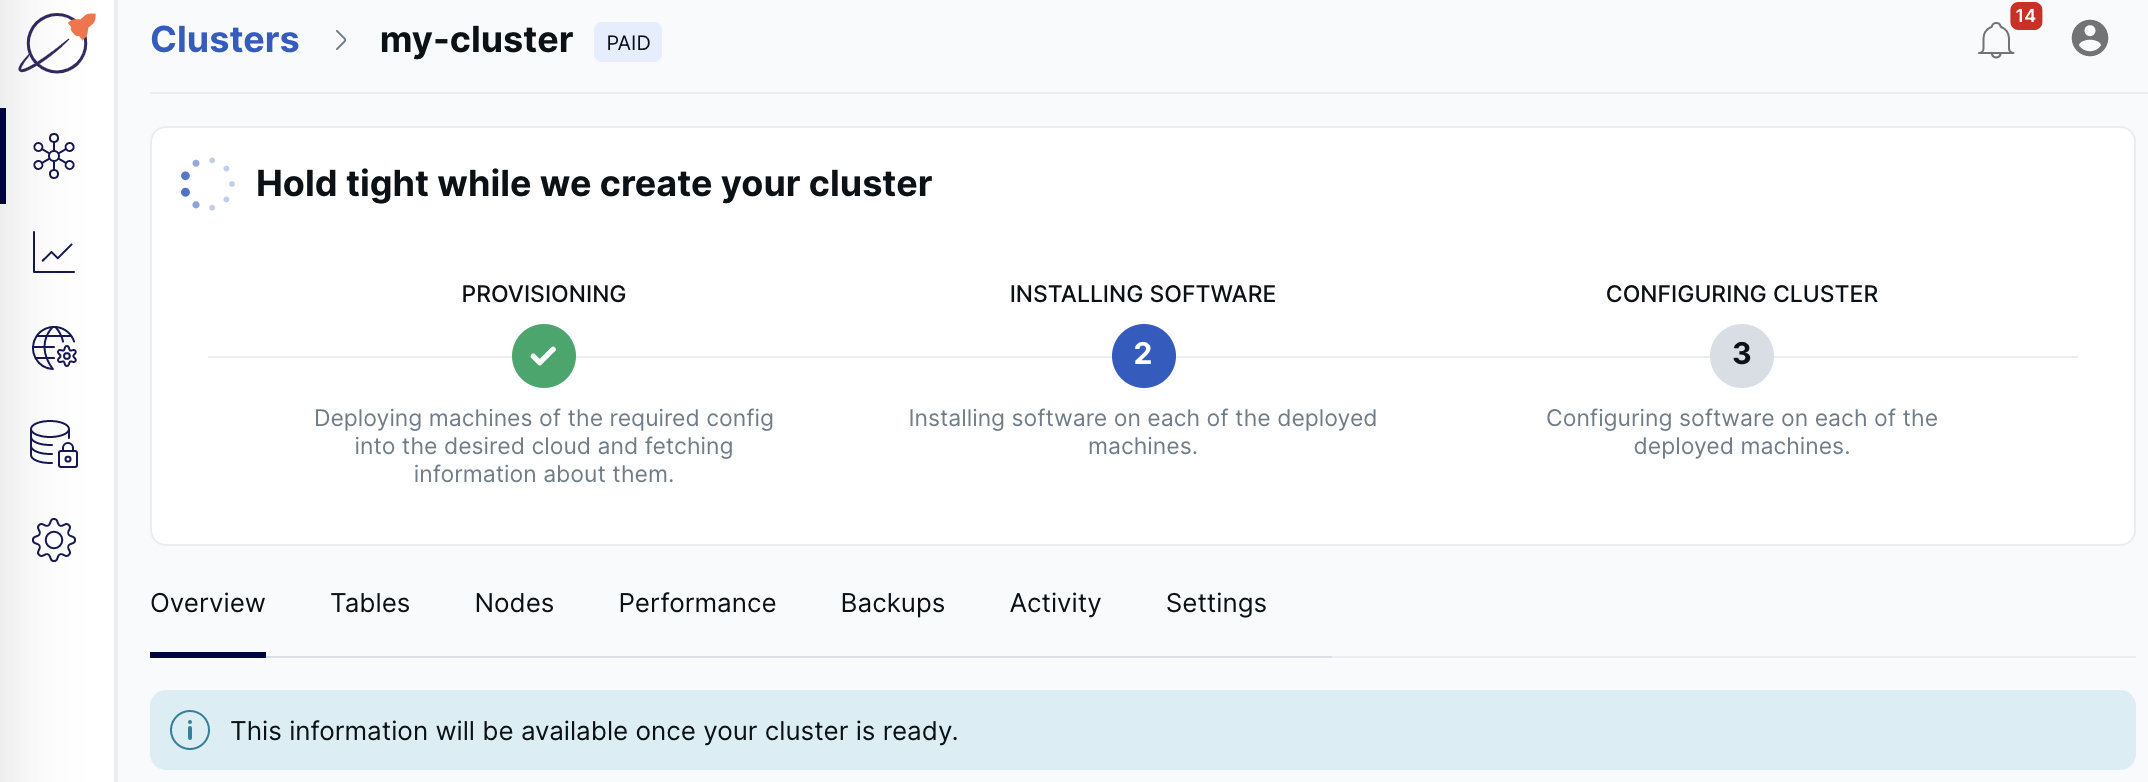 Clusters > my-cluster PAID
14
Hold tight while we create your cluster
PROVISIONING
Deploying machines of the required config
into the desired cloud and fetching
information about them.
INSTALLING SOFTWARE
2
Installing software on each of the deployed
machines.
CONFIGURING CLUSTER
3
Configuring software on each of the
deployed machines.
Overview Tables Nodes Performance Backups Activity Settings
This information will be available once your cluster is ready.